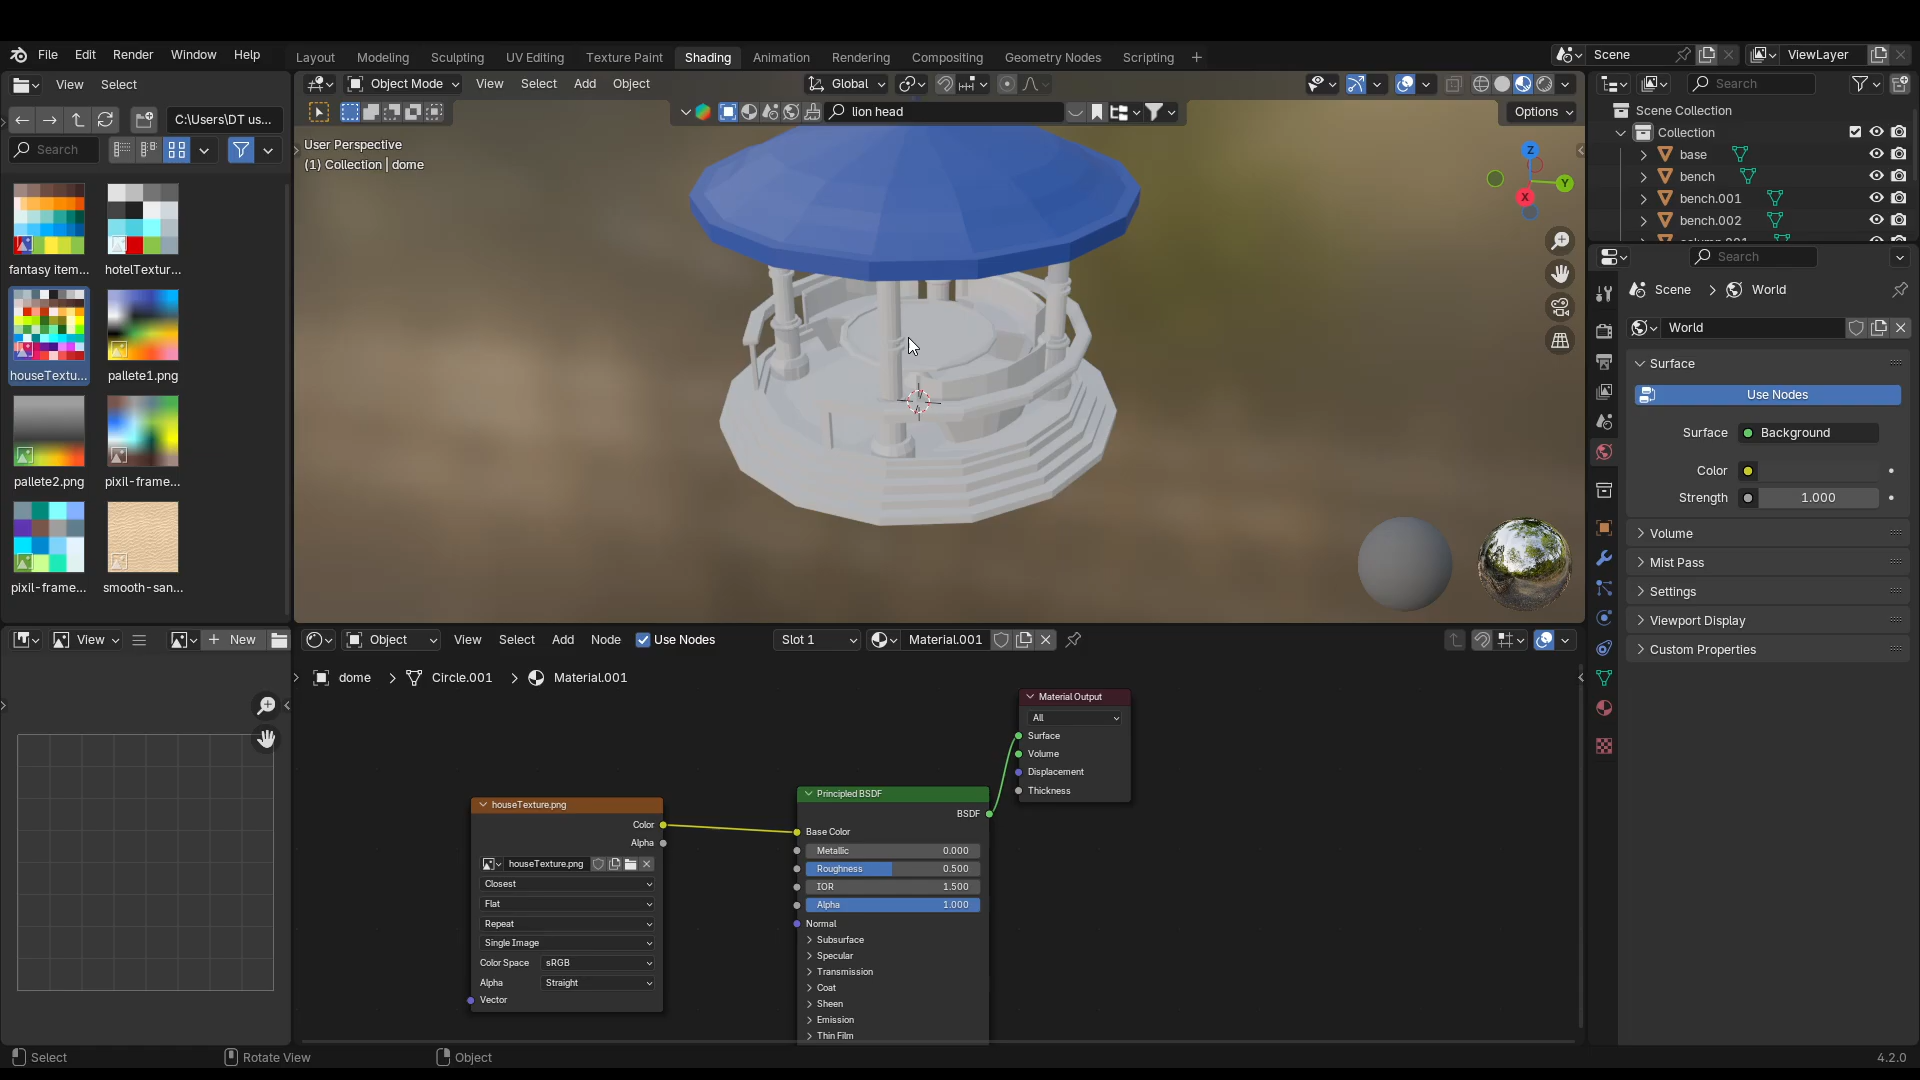 File Edit Render Window Help
Layout Modeling Sculpting UV Editing Texture Paint Shading Animation Rendering Compositing Geometry Nodes Scripting +
Scene
ViewLayer
View Select
C:\Users\DT us...
Search
fantasy item... hotelTextur...
houseTextu... pallete1.png
pallete2.png pixil-frame...
pixil-frame... smooth-san...
Object Mode View Select Add Object
Global
lion head
Options
User Perspective
(1) Collection | dome
Z
Y
X
Search
Scene Collection
Collection
base
bench
bench.001
bench.002
Search
Scene > World
World
Surface
Use Nodes
Surface Background
Color
Strength 1.000
Volume
Mist Pass
Settings
Viewport Display
Custom Properties
View
New
Object View Select Add Node Use Nodes Slot 1 Material.001
dome > Circle.001 > Material.001
Material Output
All
Surface
Volume
Displacement
Thickness
houseTexture.png
Color
Alpha
houseTexture.png
Closest
Flat
Repeat
Single Image
Color Space sRGB
Alpha Straight
Vector
Principled BSDF
BSDF
Base Color
Metallic 0.000
Roughness 0.500
IOR 1.500
Alpha 1.000
Normal
Subsurface
Specular
Transmission
Coat
Sheen
Emission
Thin Film
Select
Rotate View
Object
4.2.0